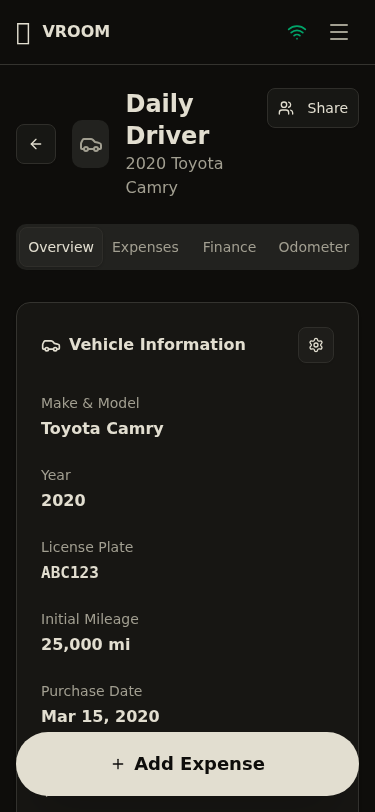 VROOM
Daily
Driver
2020 Toyota
Camry
Share
Overview Expenses Finance Odometer
Vehicle Information
Make & Model
Toyota Camry
Year
2020
License Plate
ABC123
Initial Mileage
25,000 mi
Purchase Date
Mar 15, 2020
+ Add Expense